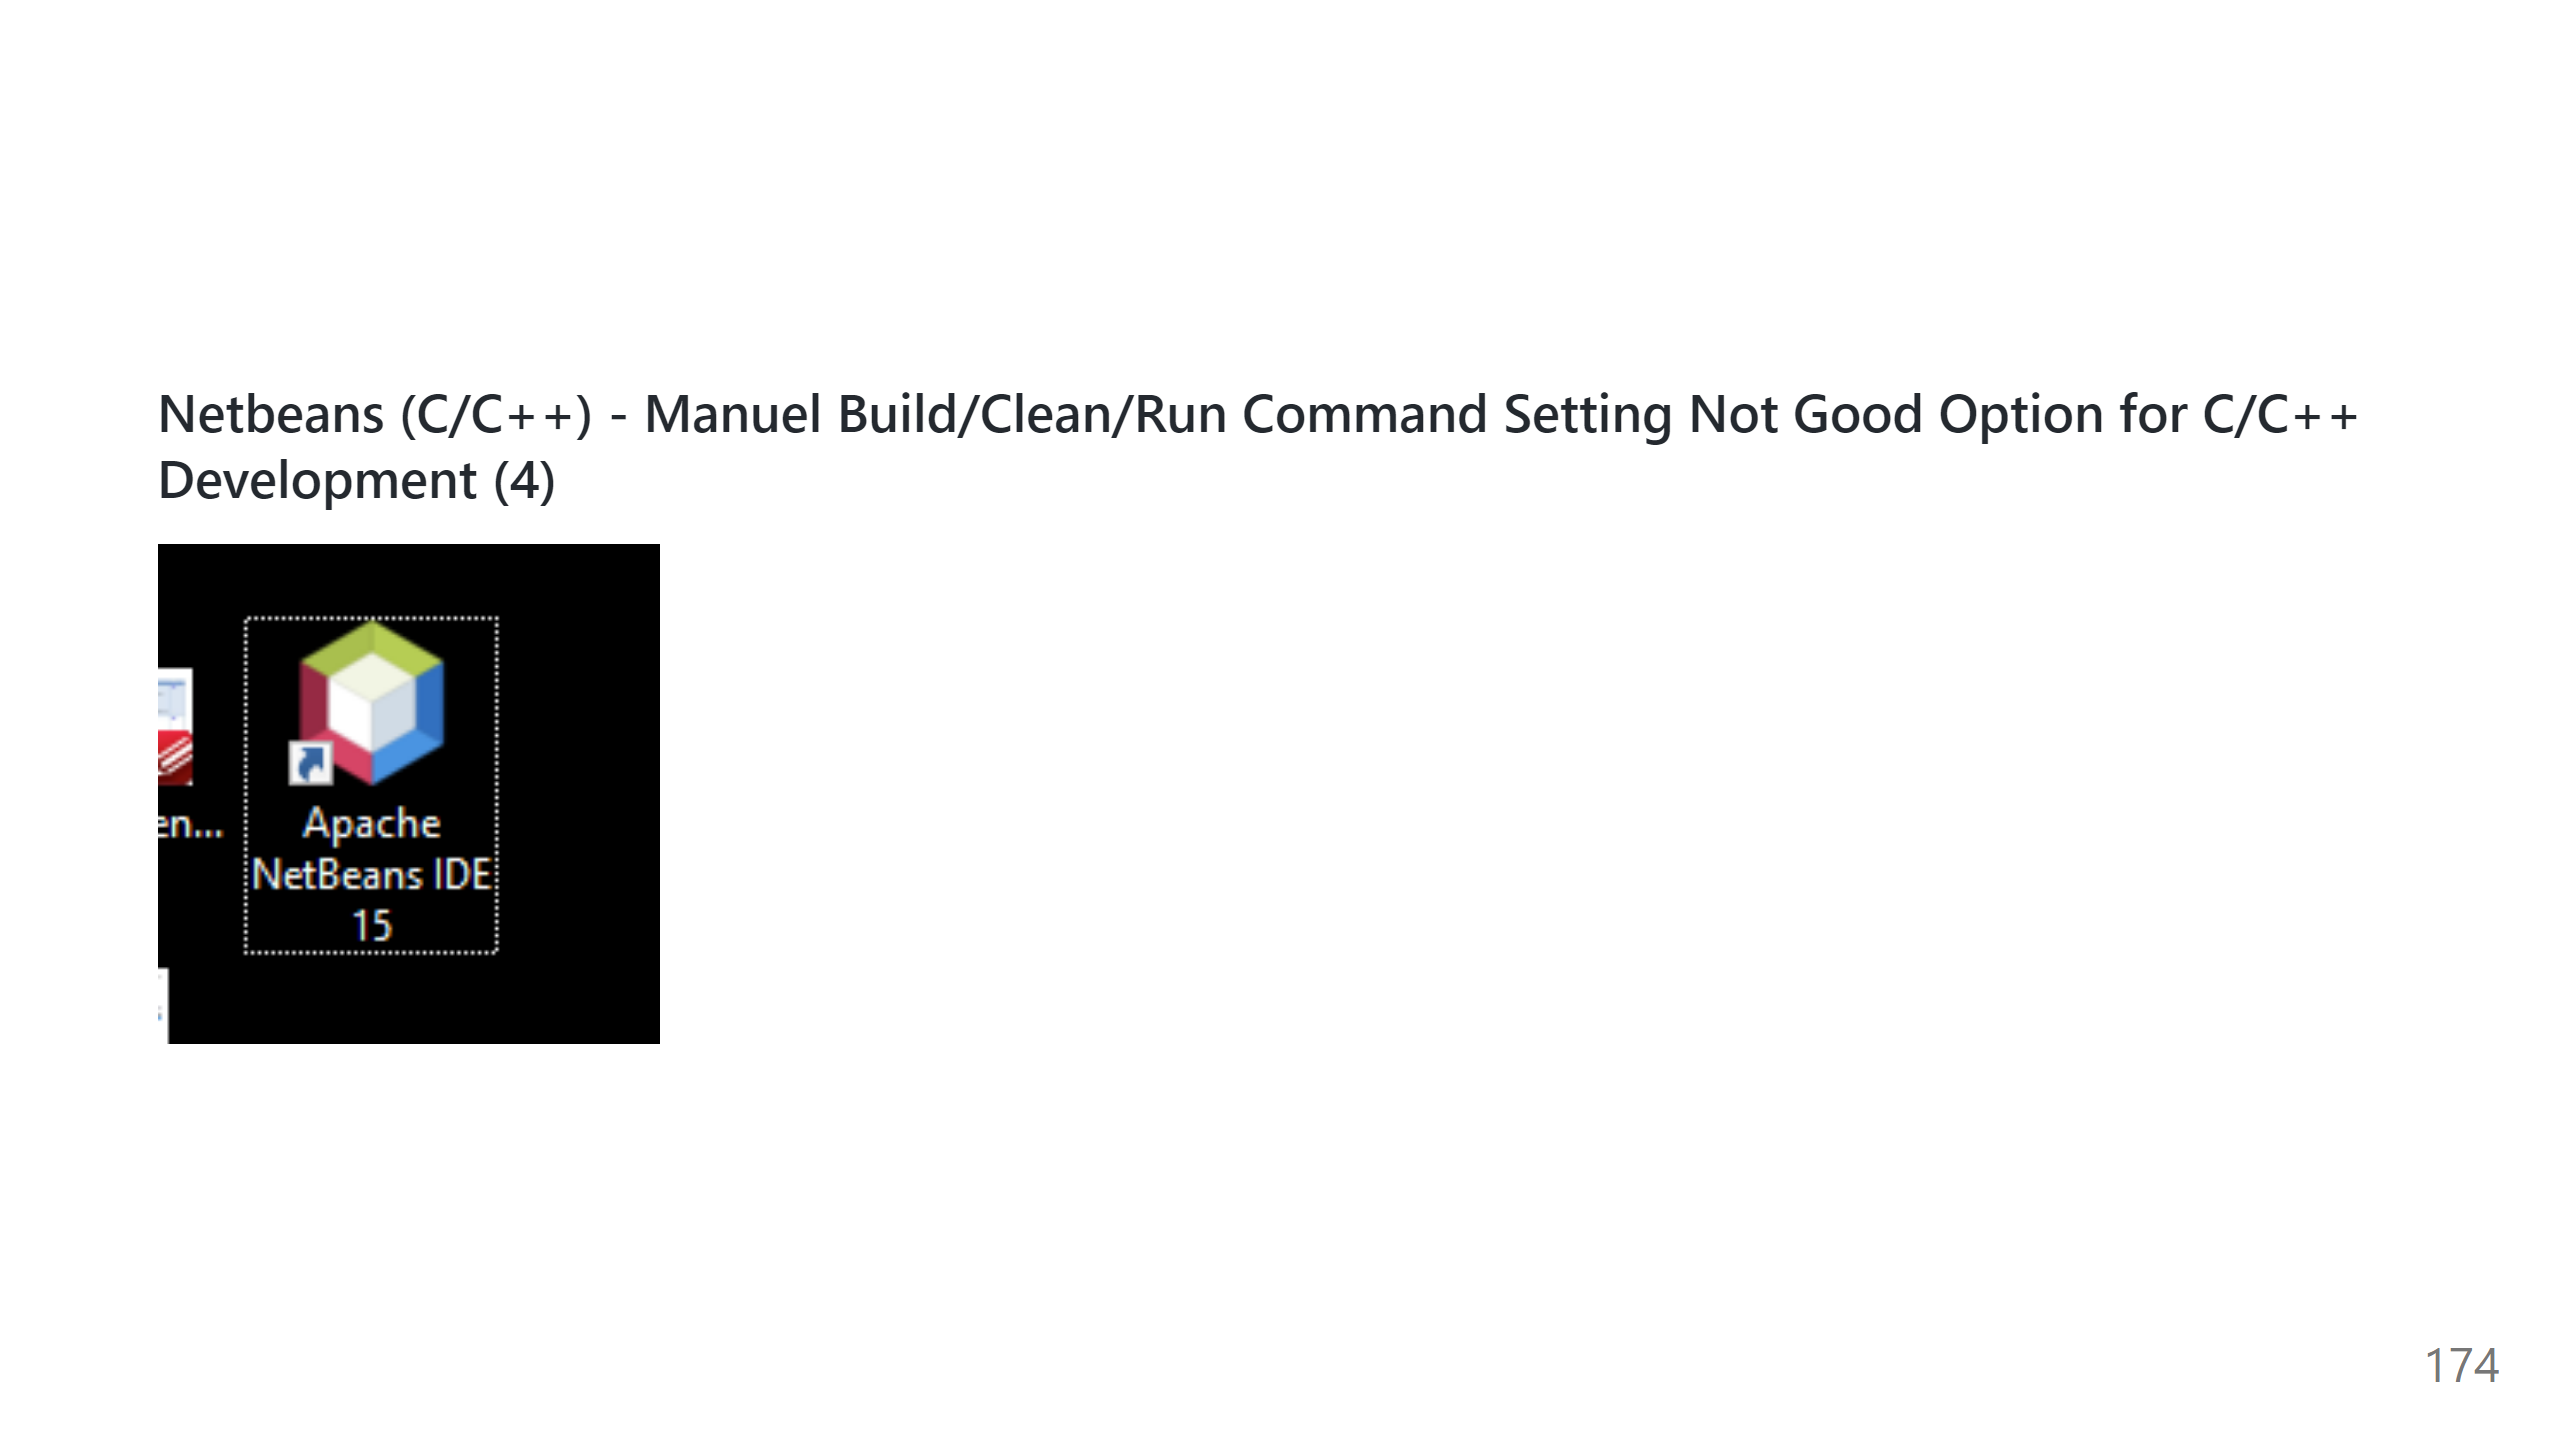 Netbeans (C/C++) - Manuel Build/Clean/Run Command Setting Not Good Option for C/C++
Development (4)
en...
Apache
NetBeans IDE
15
174